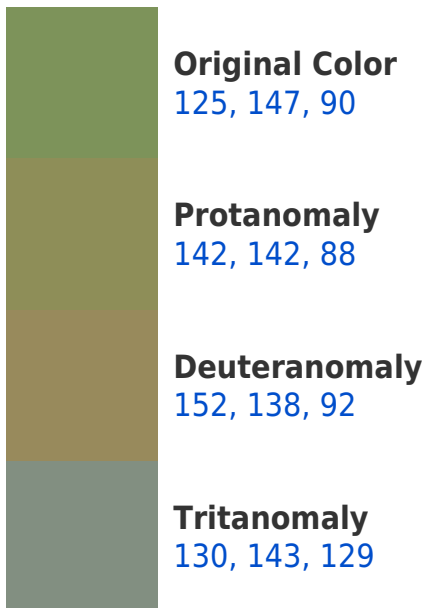 Original Color
125, 147, 90
Protanomaly
142, 142, 88
Deuteranomaly
152, 138, 92
Tritanomaly
130, 143, 129